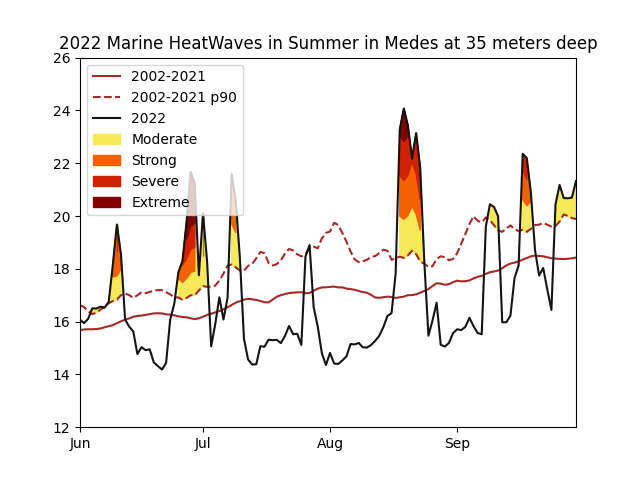 2022 Marine HeatWaves in Summer in Medes at 35 meters deep
26
24
22
20
18
16
14
12
2002-2021
2002-2021 p90
2022
Moderate
Strong
Severe
Extreme
Jun
Jul
Aug
Sep